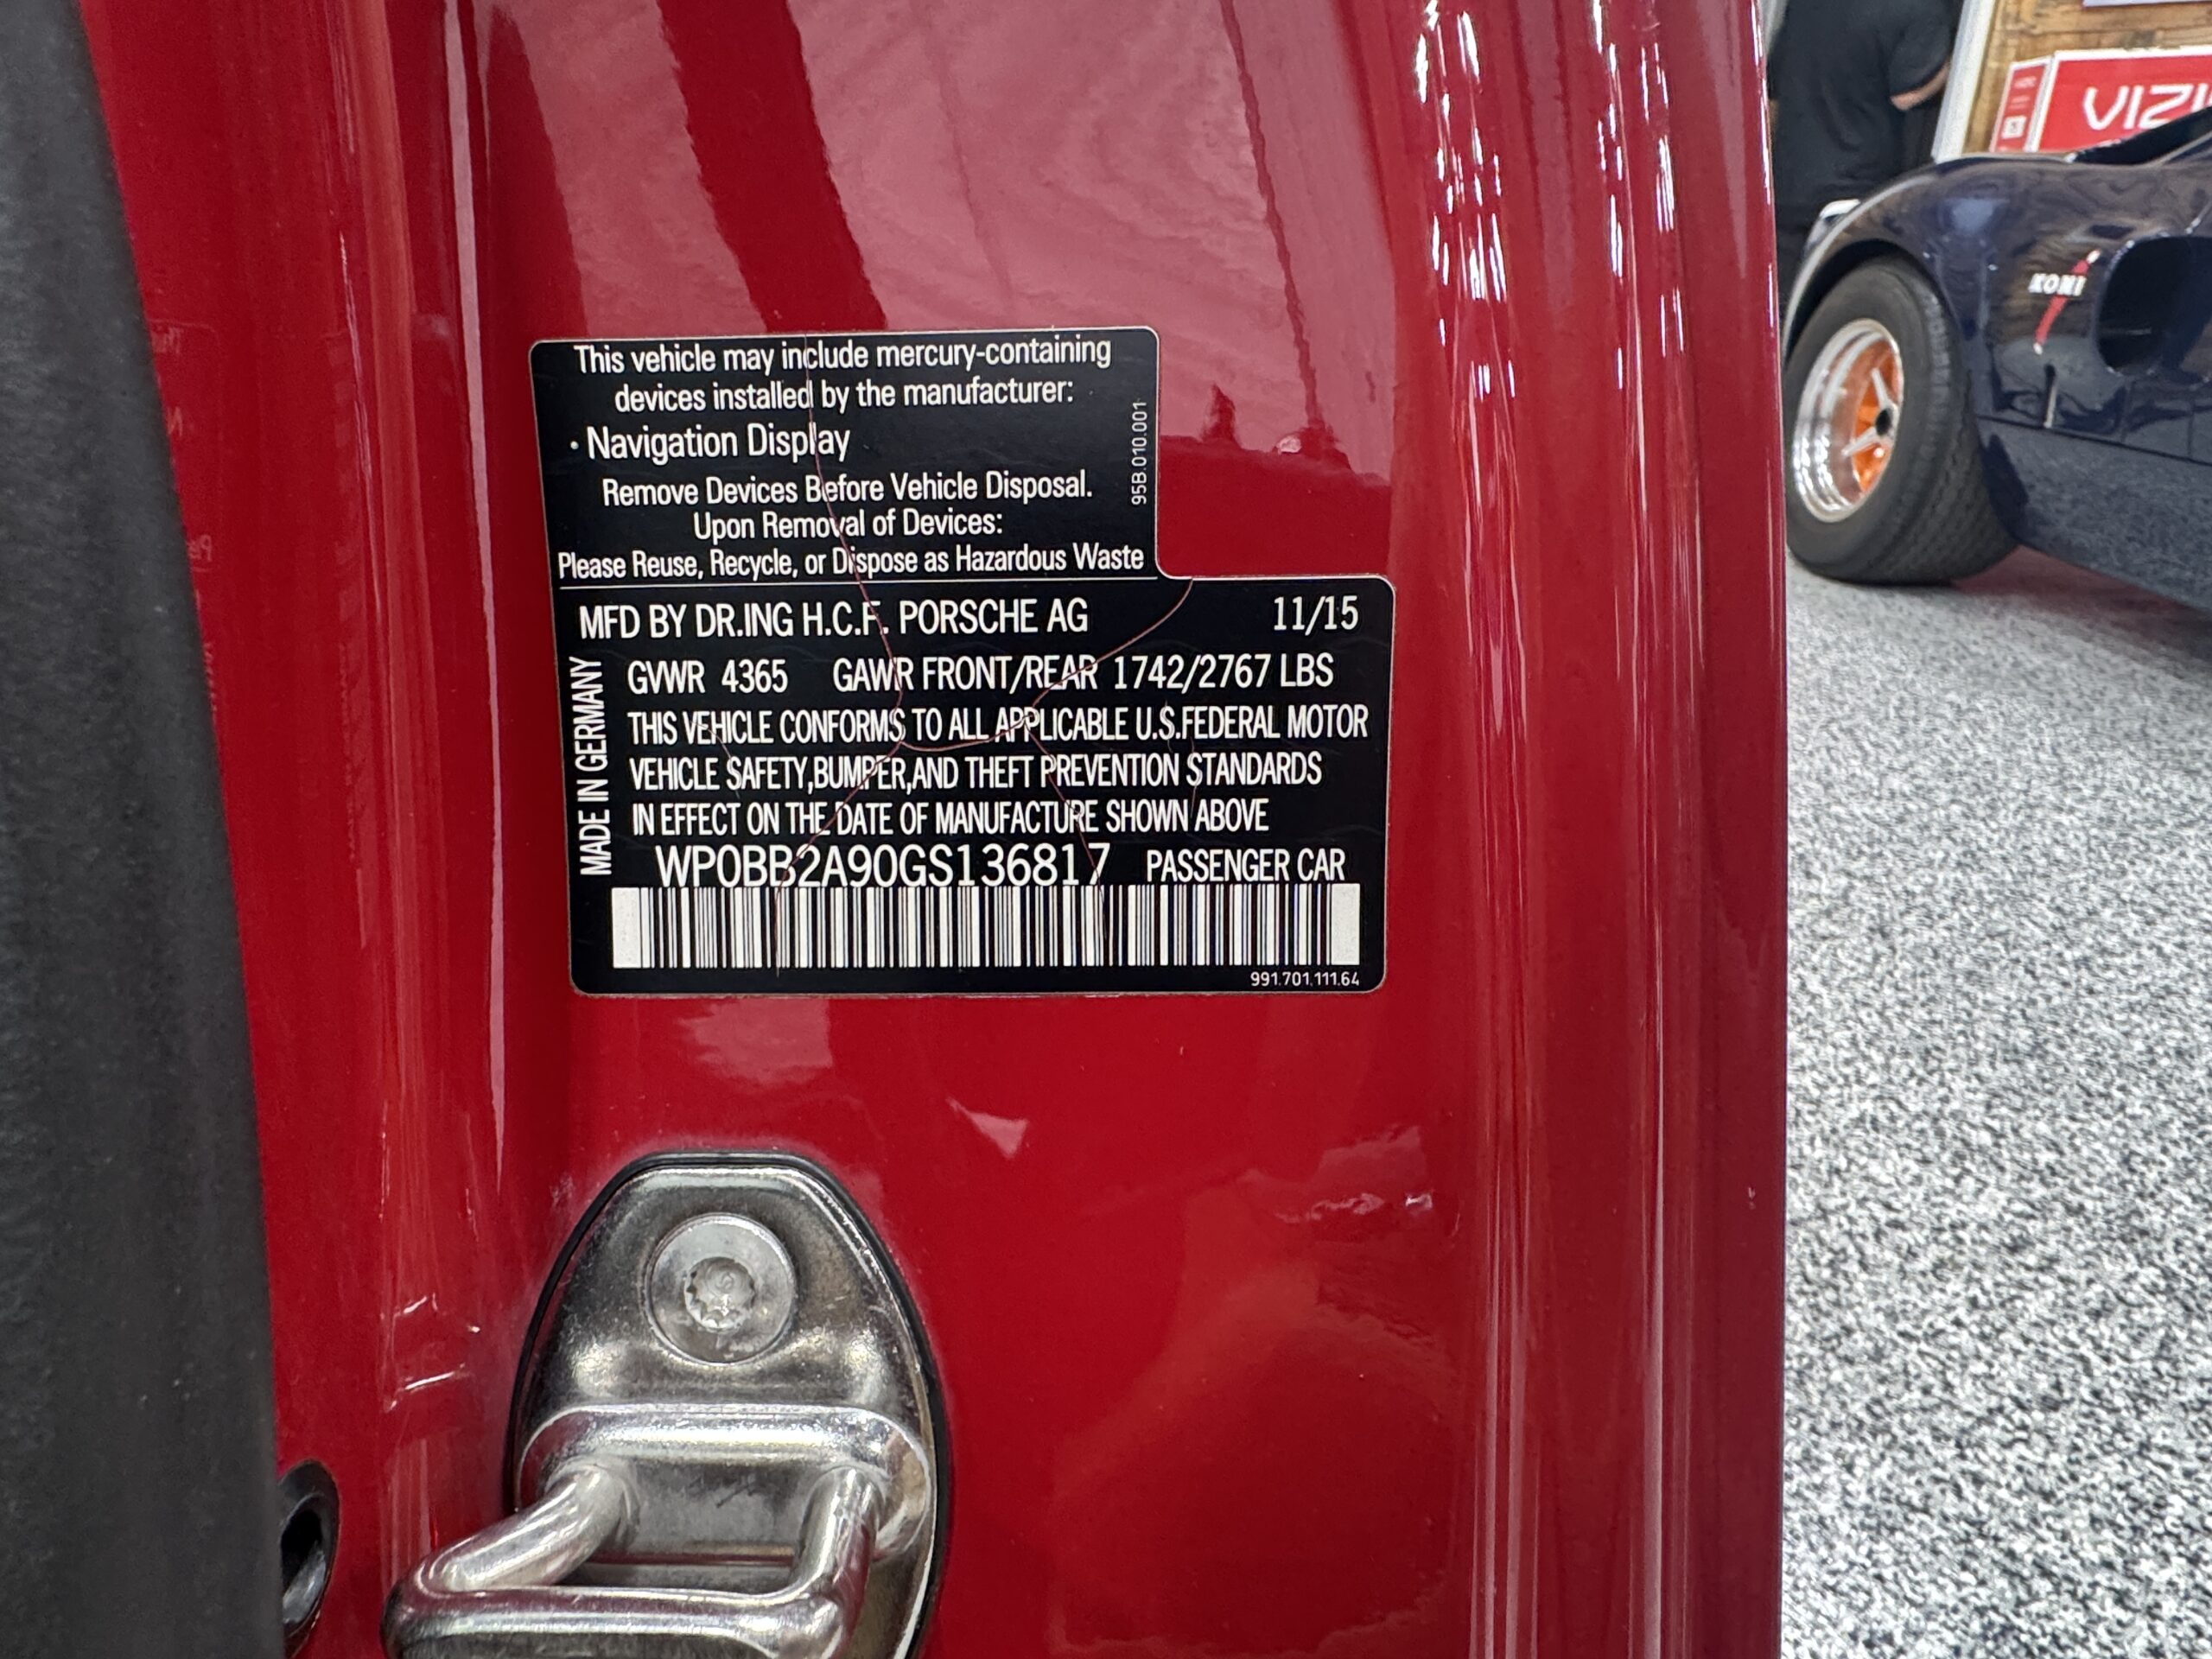 This vehicle may include mercury-containing
devices installed by the manufacturer:
· Navigation Display
Remove Devices Before Vehicle Disposal.
Upon Removal of Devices:
Please Reuse, Recycle, or Dispose as Hazardous Waste
95B.010.001
MFD BY DR.ING H.C.F. PORSCHE AG 11/15
GVWR 4365 GAWR FRONT/REAR 1742/2767 LBS
THIS VEHICLE CONFORMS TO ALL APPLICABLE U.S.FEDERAL MOTOR
VEHICLE SAFETY,BUMPER,AND THEFT PREVENTION STANDARDS
IN EFFECT ON THE DATE OF MANUFACTURE SHOWN ABOVE
WP0BB2A90GS136817 PASSENGER CAR
MADE IN GERMANY
991.701.111.64
KONI